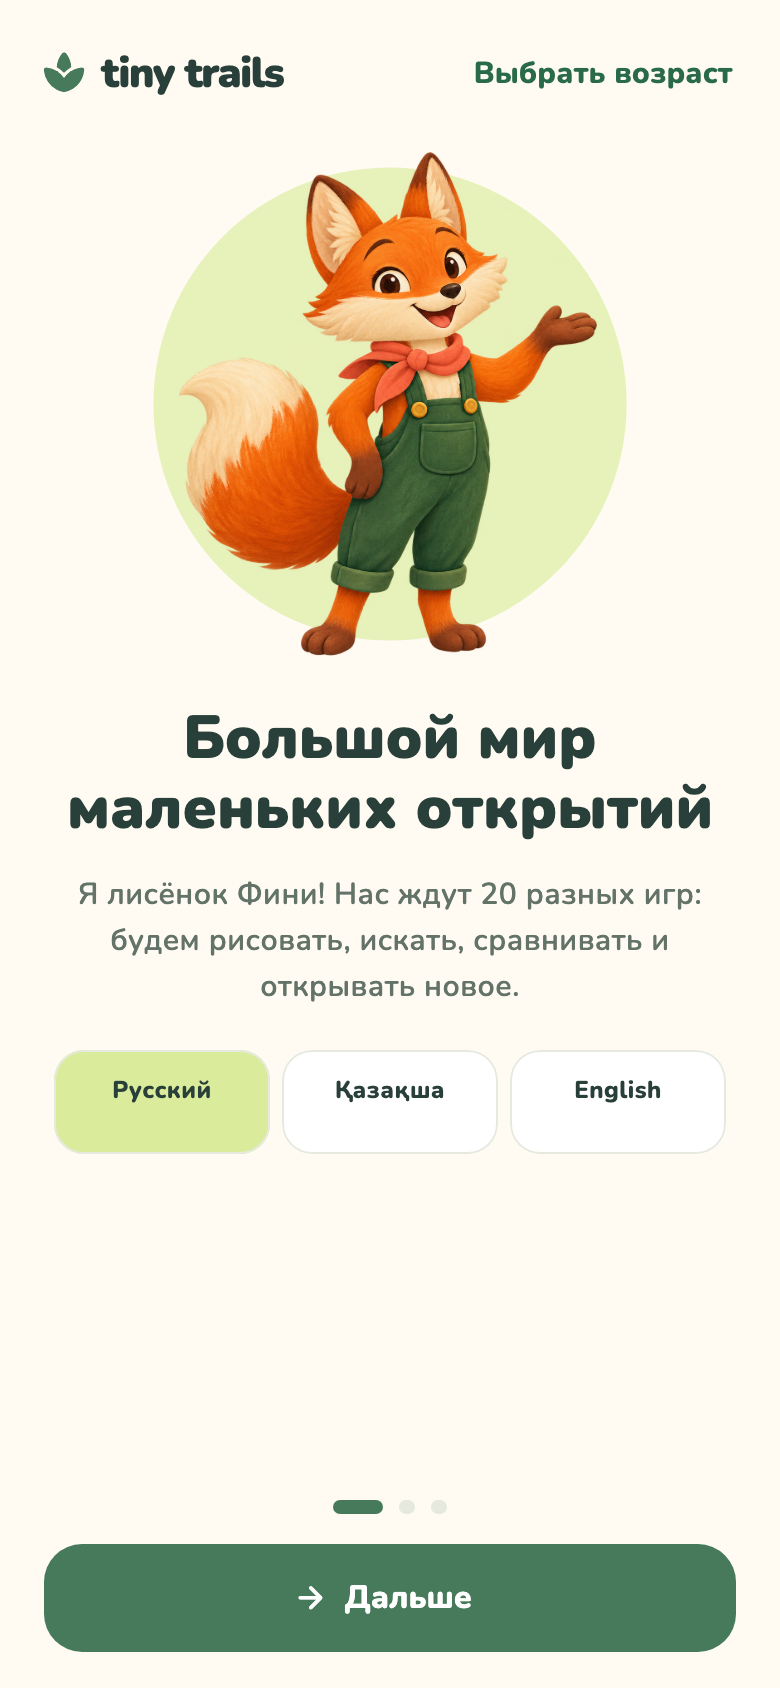 tiny trails
Выбрать возраст
Большой мир
маленьких открытий
Я лисёнок Фини! Нас ждут 20 разных игр:
будем рисовать, искать, сравнивать и
открывать новое.
Русский
Қазақша
English
Дальше